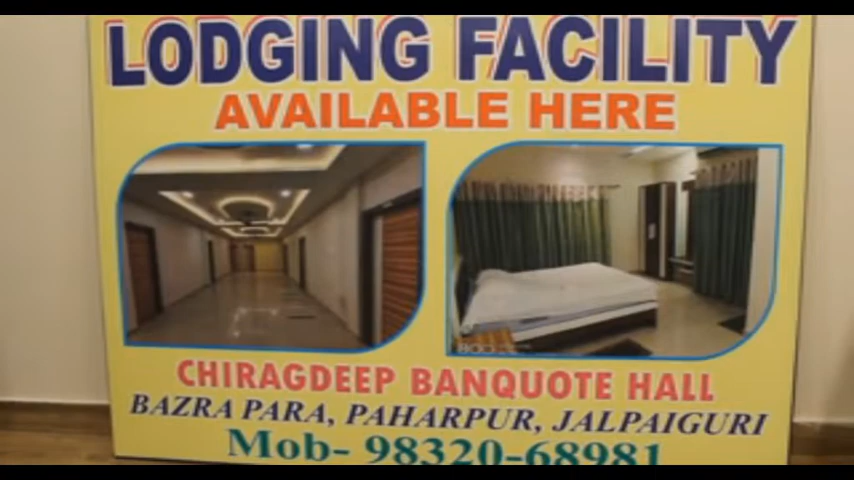 LODGING FACILITY
AVAILABLE HERE
CHIRAGDEEP BANQUOTE HALL
BAZRA PARA, PAHARPUR, JALPAIGURI
Mob- 98320-68981